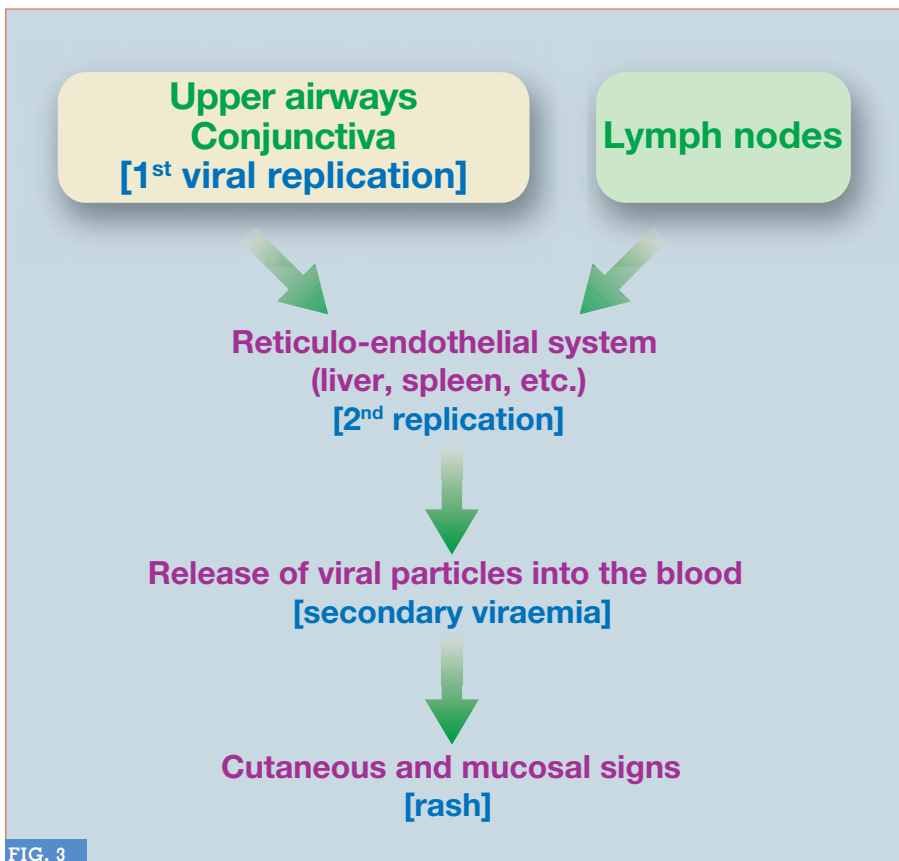 Upper airways
Conjunctiva
[1st viral replication]
Lymph nodes
Reticulo-endothelial system
(liver, spleen, etc.)
[2nd replication]
Release of viral particles into the blood
[secondary viraemia]
Cutaneous and mucosal signs
[rash]
FIG. 3